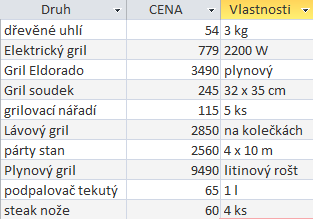 Druh CENA Vlastnosti
dřevěné uhlí 54 3 kg
Elektrický gril 779 2200 W
Gril Eldorado 3490 plynový
Gril soudek 245 32 x 35 cm
grilovací nářadí 115 5 ks
Lávový gril 2850 na kolečkách
párty stan 2560 4 x 10 m
Plynový gril 9490 litinový rošt
podpalovač tekutý 65 1 l
steak nože 60 4 ks